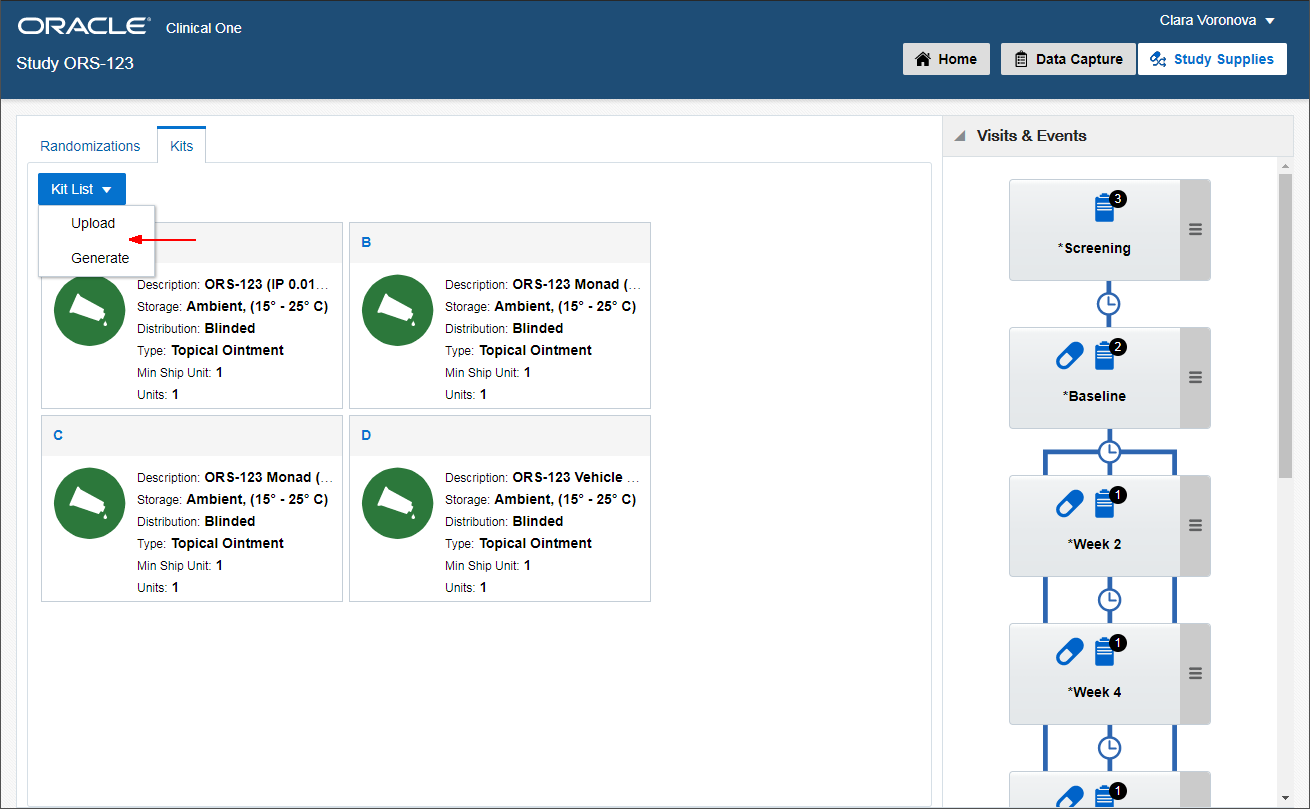 ORACLE® Clinical One
Clara Voronova
Study ORS-123
Home
Data Capture
Study Supplies
Randomizations
Kits
Kit List
Upload
Generate
Description: ORS-123 (IP 0.01...
Storage: Ambient, (15° - 25° C)
Distribution: Blinded
Type: Topical Ointment
Min Ship Unit: 1
Units: 1
B
Description: ORS-123 Monad (...
Storage: Ambient, (15° - 25° C)
Distribution: Blinded
Type: Topical Ointment
Min Ship Unit: 1
Units: 1
C
Description: ORS-123 Monad (...
Storage: Ambient, (15° - 25° C)
Distribution: Blinded
Type: Topical Ointment
Min Ship Unit: 1
Units: 1
D
Description: ORS-123 Vehicle ...
Storage: Ambient, (15° - 25° C)
Distribution: Blinded
Type: Topical Ointment
Min Ship Unit: 1
Units: 1
Visits & Events
3
*Screening
2
*Baseline
1
*Week 2
1
*Week 4
1